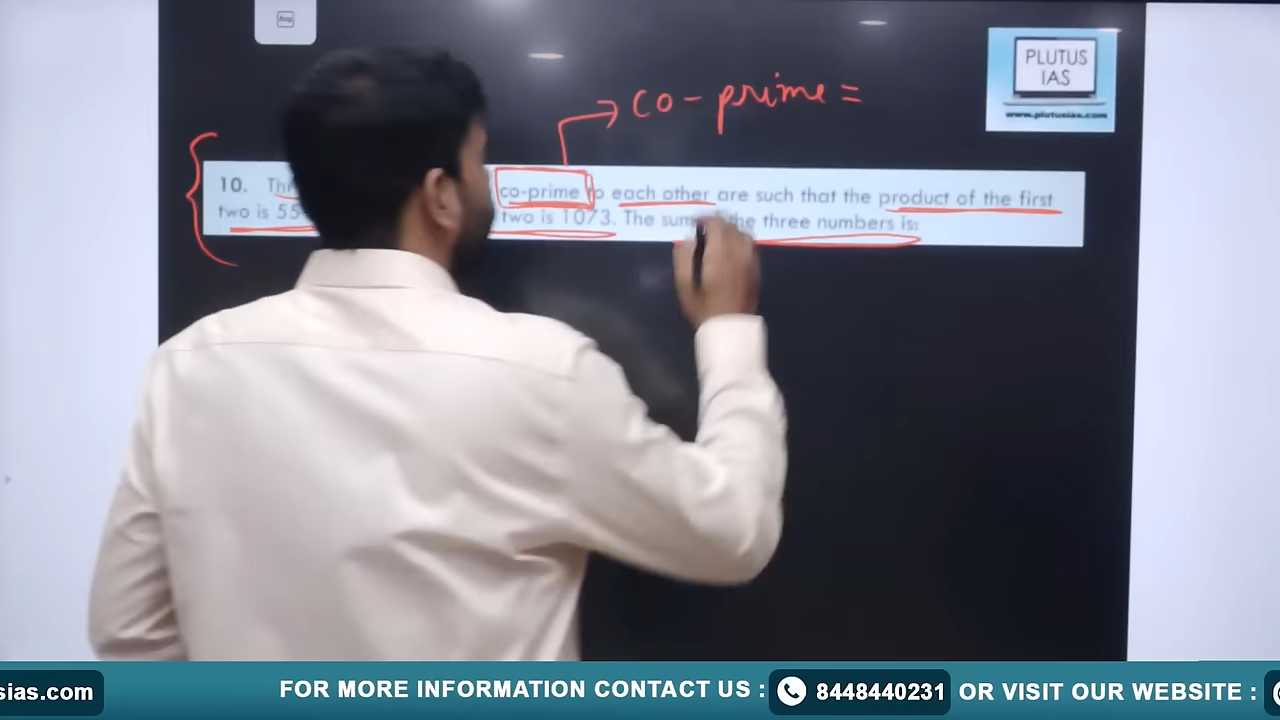 co-prime =
PLUTUS
IAS
www.plutusias.com
10. co-prime to each other are such that the product of the first
two is 55 two is 1073. The sum the three numbers is:
sias.com
FOR MORE INFORMATION CONTACT US : 8448440231 OR VISIT OUR WEBSITE :